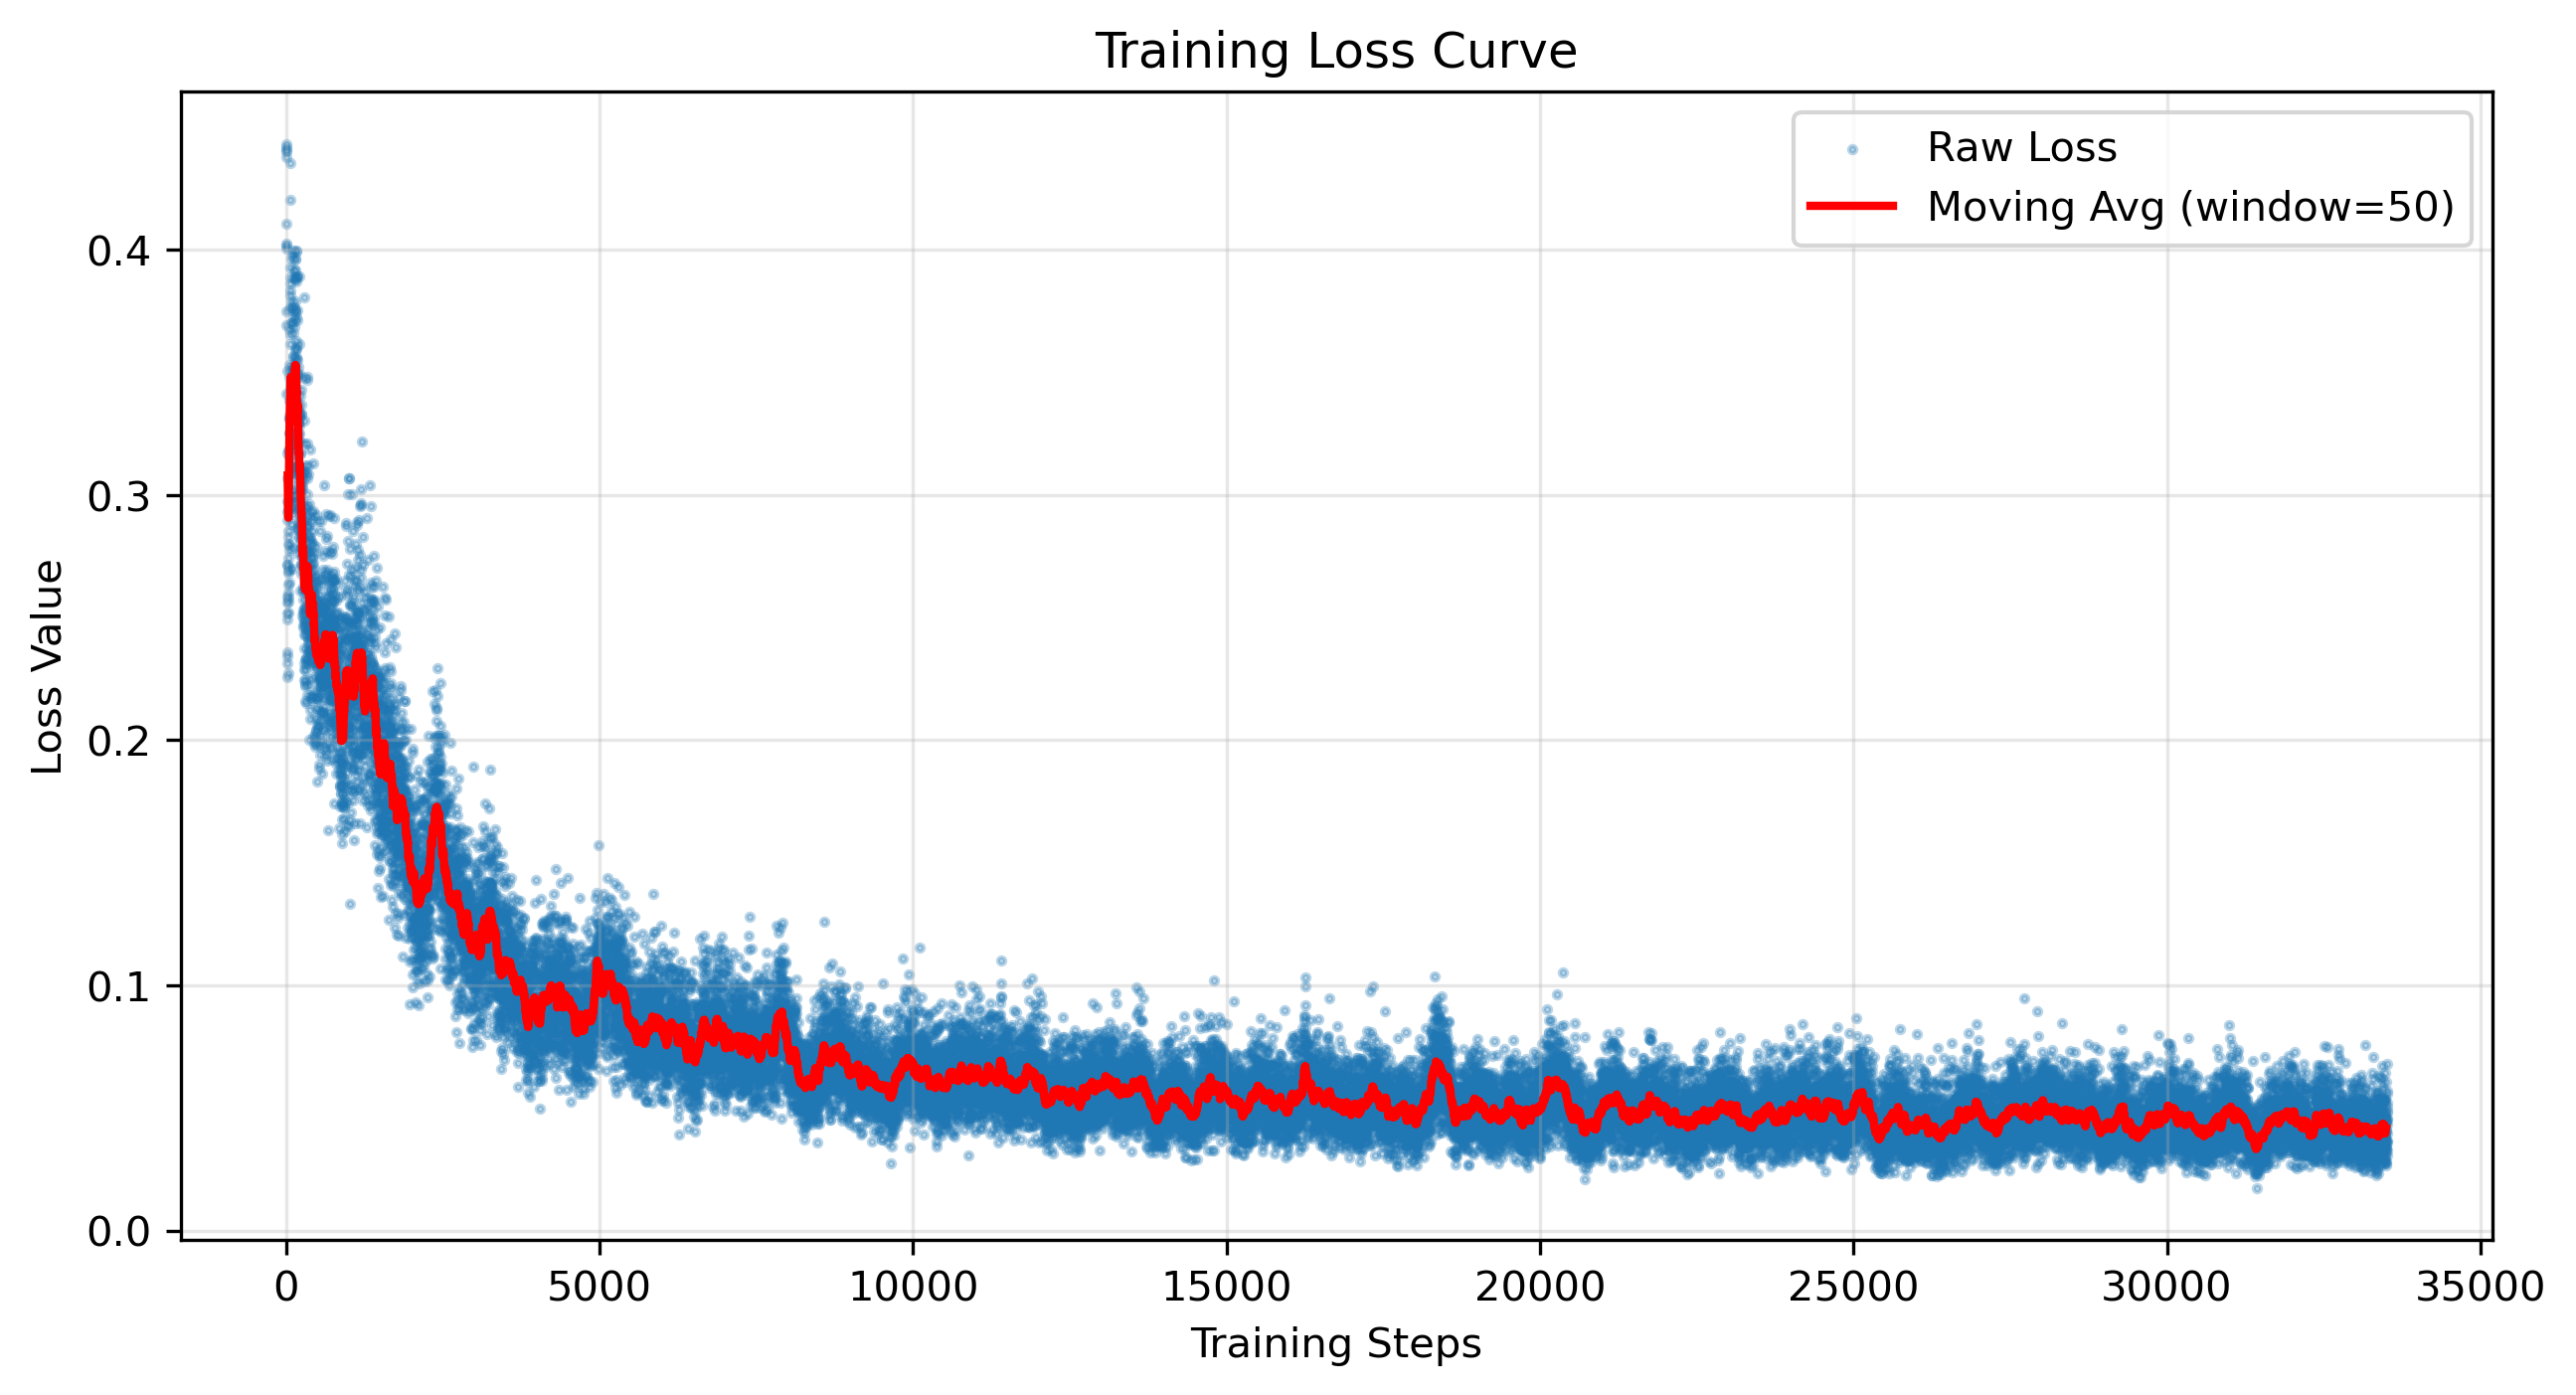 Training Loss Curve
Raw Loss
Moving Avg (window=50)
Loss Value
0.4
0.3
0.2
0.1
0.0
0 5000 10000 15000 20000 25000 30000 35000
Training Steps